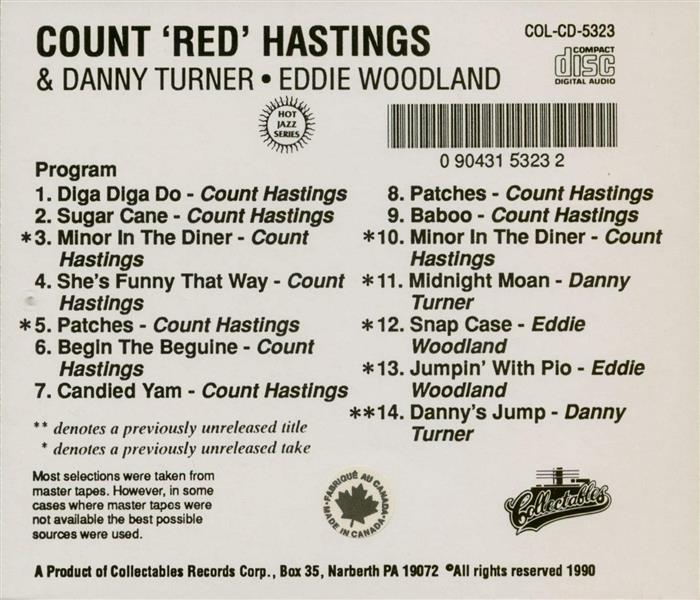 COUNT 'RED' HASTINGS
& DANNY TURNER • EDDIE WOODLAND
COL-CD-5323
COMPACT
disc
DIGITAL AUDIO
HOT
JAZZ
SERIES
0 90431 5323 2
Program
1. Diga Diga Do - Count Hastings
2. Sugar Cane - Count Hastings
*3. Minor In The Diner - Count
Hastings
4. She's Funny That Way - Count
Hastings
*5. Patches - Count Hastings
6. Begin The Beguine - Count
Hastings
7. Candied Yam - Count Hastings
8. Patches - Count Hastings
9. Baboo - Count Hastings
*10. Minor In The Diner - Count
Hastings
*11. Midnight Moan - Danny
Turner
*12. Snap Case - Eddie
Woodland
*13. Jumpin' With Pio - Eddie
Woodland
**14. Danny's Jump - Danny
Turner
** denotes a previously unreleased title
* denotes a previously unreleased take
Most selections were taken from
master tapes. However, in some
cases where master tapes were
not available the best possible
sources were used.
FABRIQUÉ AU CANADA
MADE IN CANADA
Collectables
A Product of Collectables Records Corp., Box 35, Narberth PA 19072 ©All rights reserved 1990